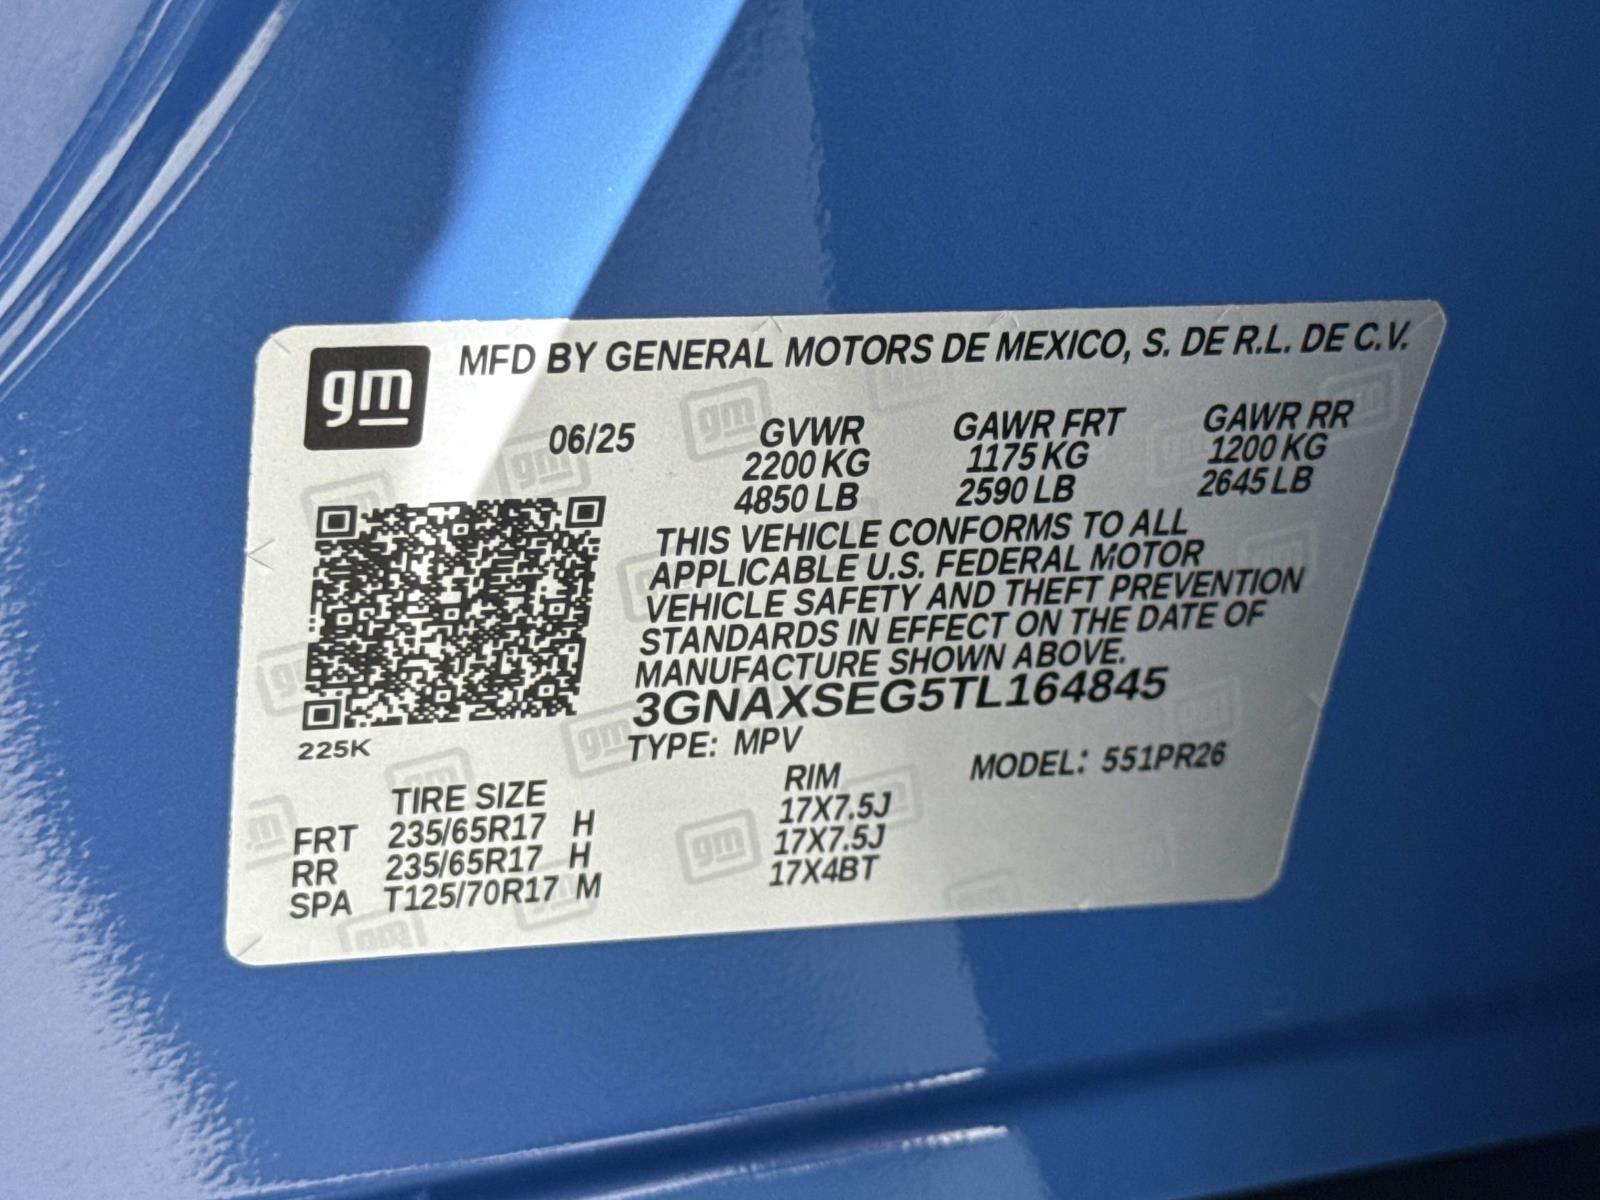 gm
MFD BY GENERAL MOTORS DE MEXICO, S. DE R.L. DE C.V.
06/25 GVWR GAWR FRT GAWR RR
2200 KG 1175 KG 1200 KG
4850 LB 2590 LB 2645 LB
THIS VEHICLE CONFORMS TO ALL
APPLICABLE U.S. FEDERAL MOTOR
VEHICLE SAFETY AND THEFT PREVENTION
STANDARDS IN EFFECT ON THE DATE OF
MANUFACTURE SHOWN ABOVE.
3GNAXSEG5TL164845
225K
TYPE: MPV MODEL: 551PR26
TIRE SIZE RIM
FRT 235/65R17 H 17X7.5J
RR 235/65R17 H 17X7.5J
SPA T125/70R17 M 17X4BT